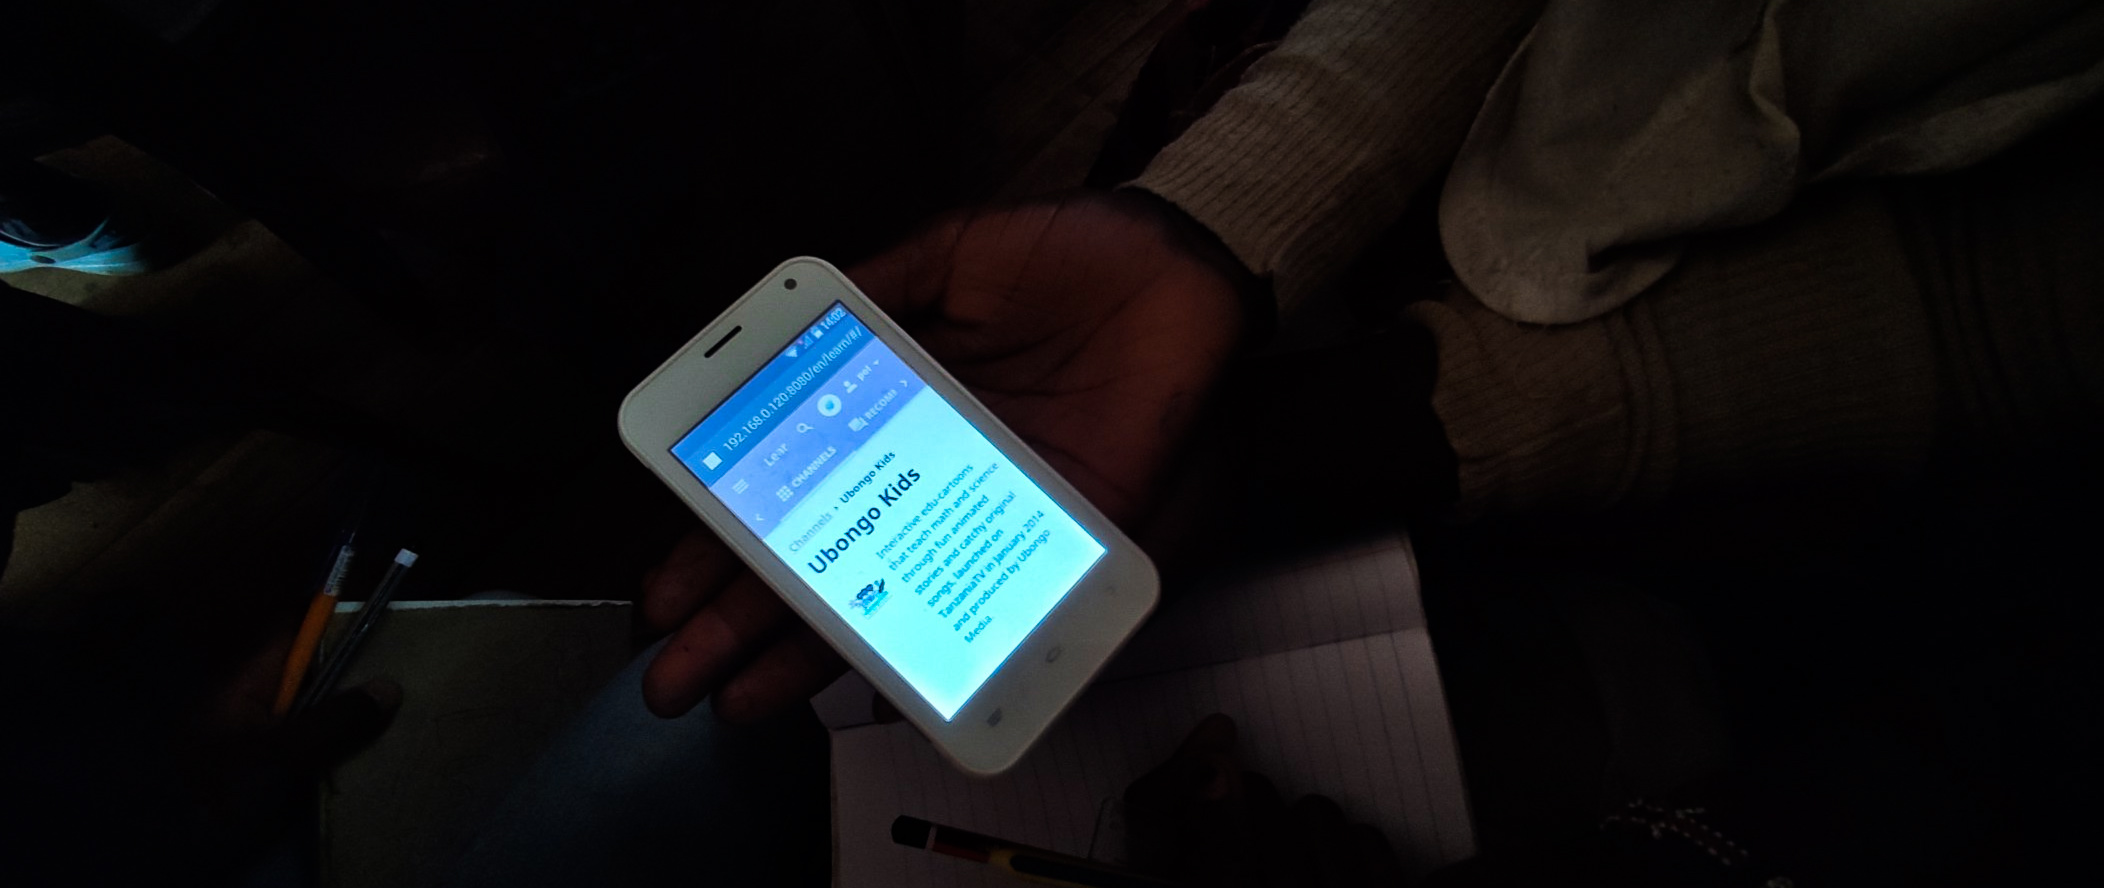 14:02
192.168.0.120:8080/en/learn/#/
Lear
pol
CHANNELS
RECOMM
Channels › Ubongo Kids
Ubongo Kids
Interactive edu-cartoons
that teach math and science
through fun animated
stories and catchy original
songs, launched on
TanzaniaTV in January 2014
and produced by Ubongo
Media.